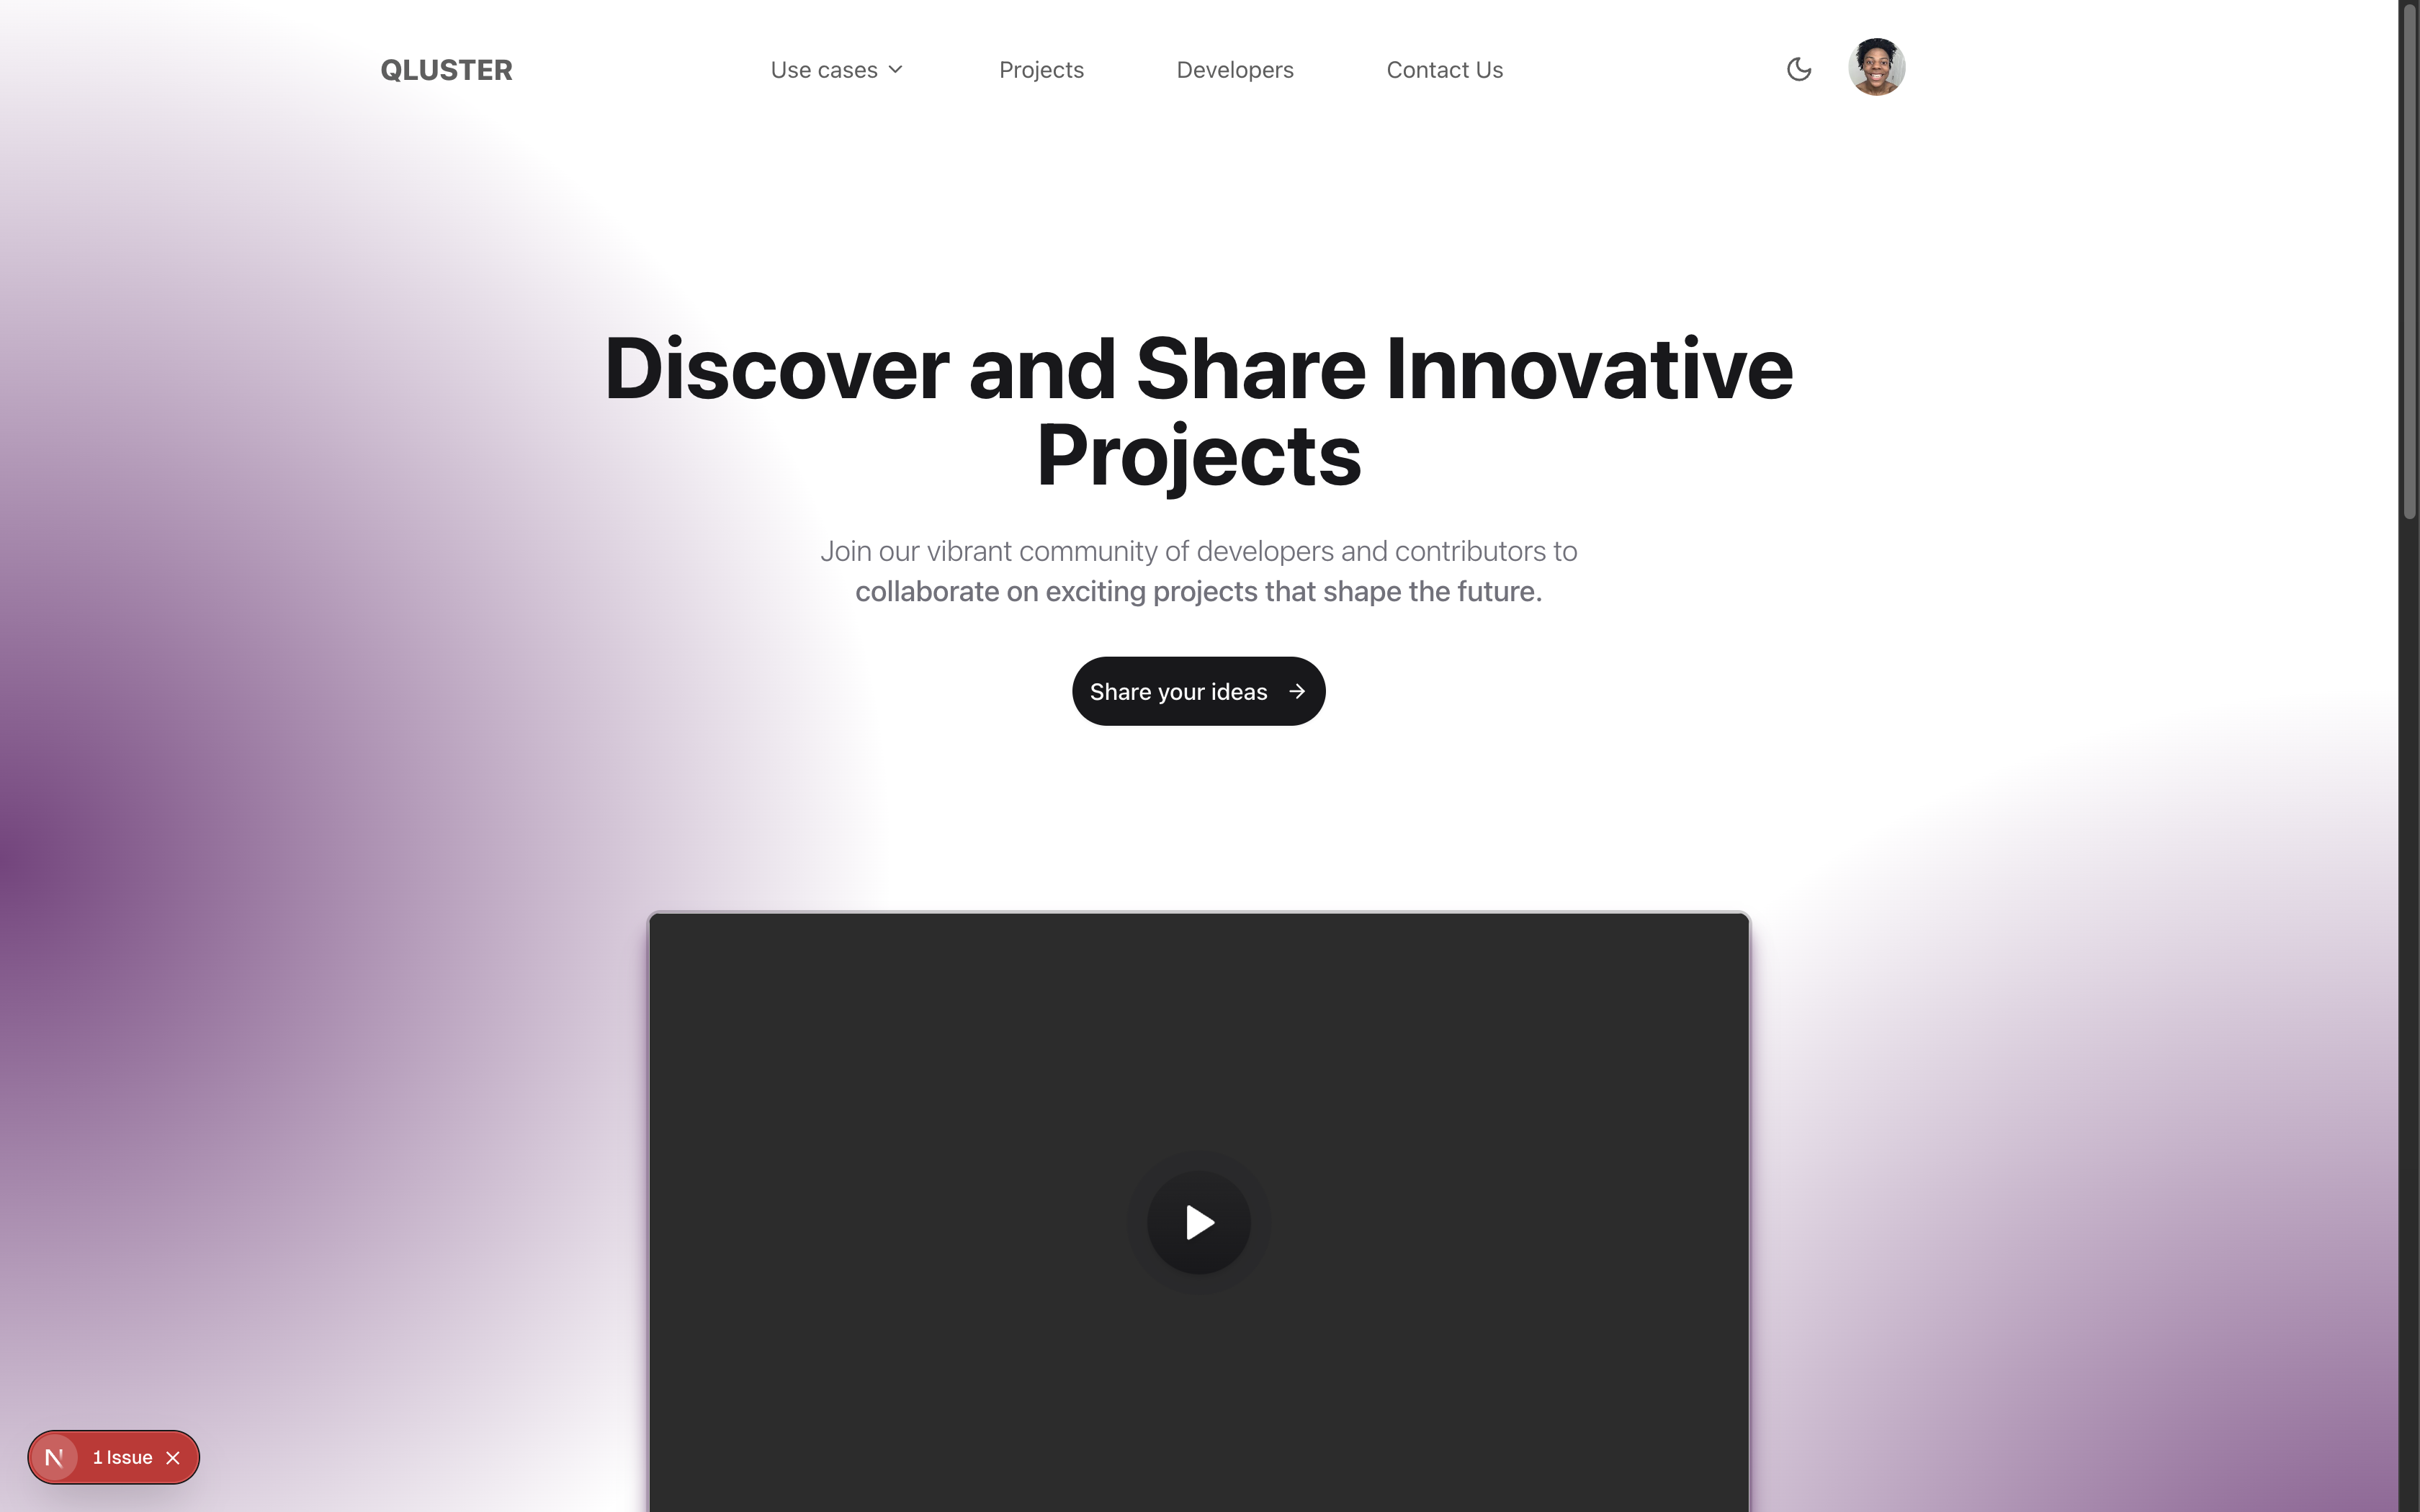 QLUSTER
Use cases
Projects
Developers
Contact Us
Discover and Share Innovative
Projects
Join our vibrant community of developers and contributors to
collaborate on exciting projects that shape the future.
Share your ideas
N
1 Issue